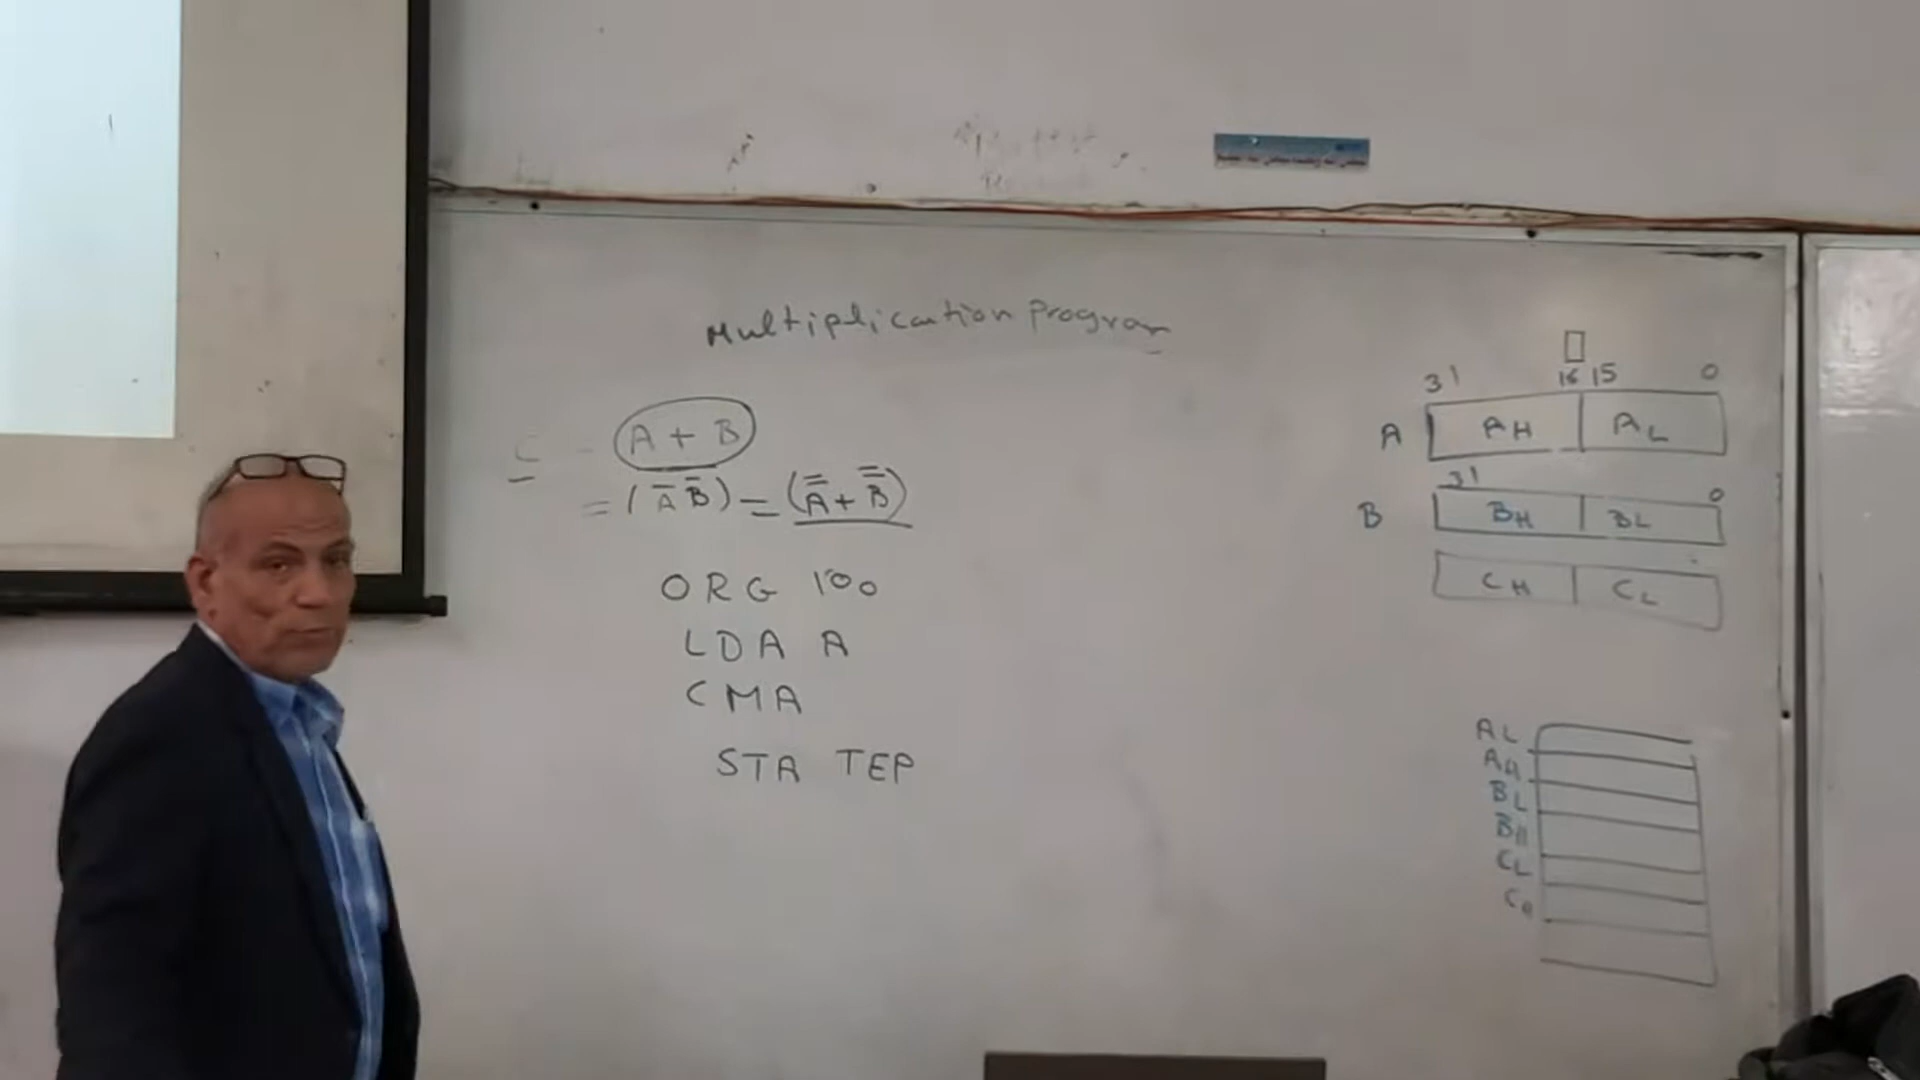 Multiplication Program
C = A + B
= (A̅ B̅) = (A̿ + B̿)
ORG 100
LDA A
CMA
STA TEP
31 16 15 0
A AH AL
31 0
B BH BL
CH CL
AL
AH
BL
BH
CL
CH